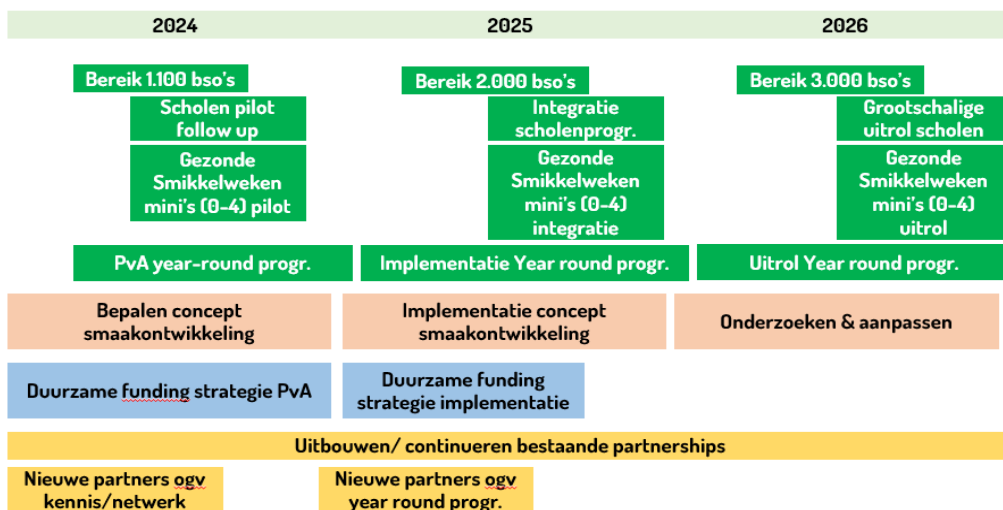 2024 2025 2026
Bereik 1.100 bso's
Bereik 2.000 bso's
Bereik 3.000 bso's
Scholen pilot
follow up
Integratie
scholenprogr.
Grootschalige
uitrol scholen
Gezonde
Smikkelweken
mini's (0-4) pilot
Gezonde
Smikkelweken
mini's (0-4)
integratie
Gezonde
Smikkelweken
mini's (0-4)
uitrol
PvA year-round progr.
Implementatie Year round progr.
Uitrol Year round progr.
Bepalen concept
smaakontwikkeling
Implementatie concept
smaakontwikkeling
Onderzoeken & aanpassen
Duurzame funding strategie PvA
Duurzame funding
strategie implementatie
Uitbouwen/ continueren bestaande partnerships
Nieuwe partners ogv
kennis/netwerk
Nieuwe partners ogv
year round progr.